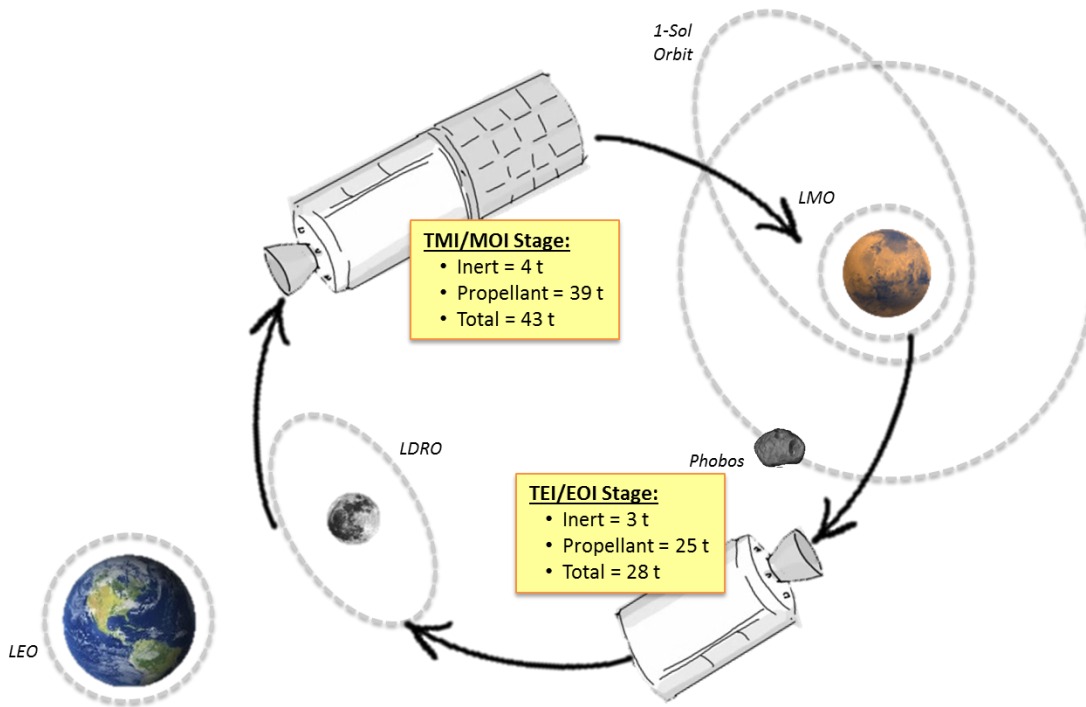 1-Sol
Orbit
LMO
TMI/MOI Stage:
• Inert = 4 t
• Propellant = 39 t
• Total = 43 t
LDRO
Phobos
TEI/EOI Stage:
• Inert = 3 t
• Propellant = 25 t
• Total = 28 t
LEO